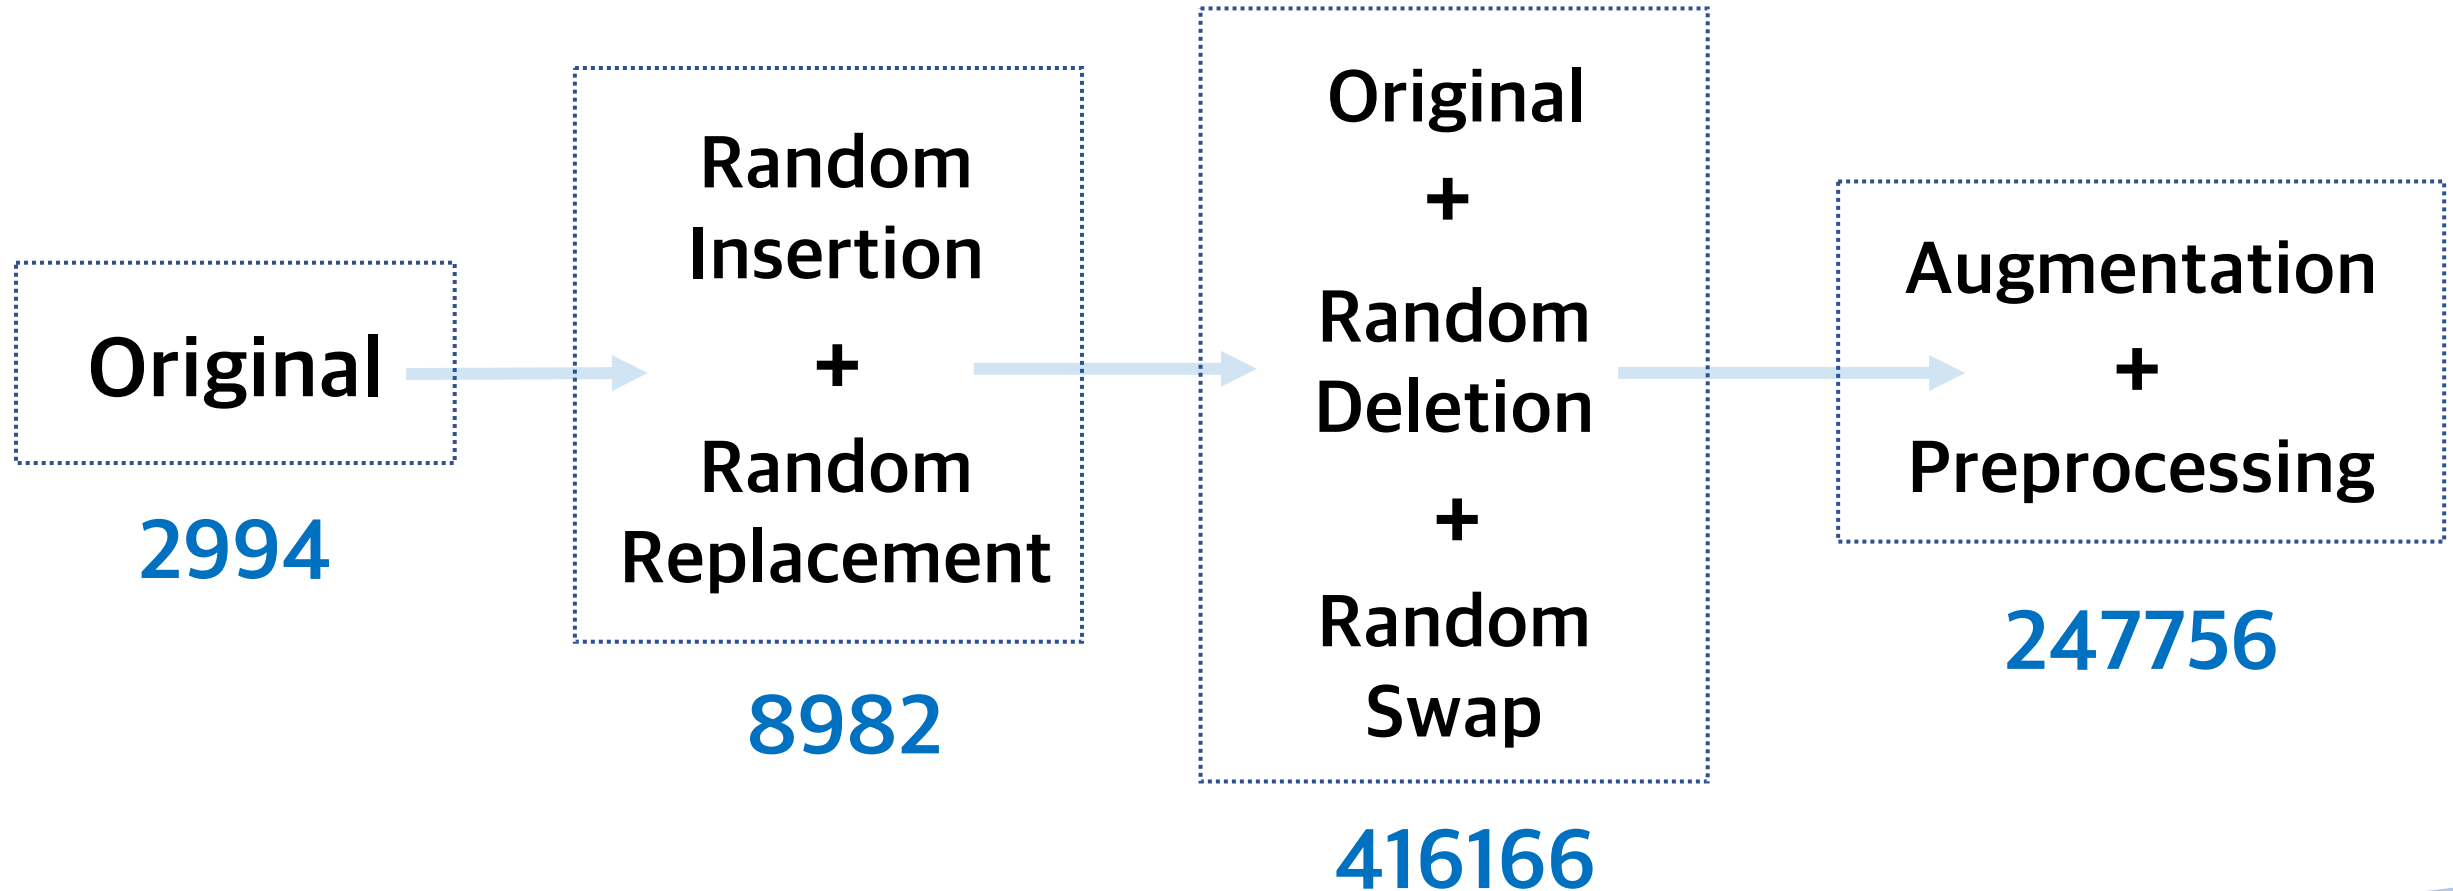 Original
2994
Random
Insertion
+
Random
Replacement
8982
Original
+
Random
Deletion
+
Random
Swap
416166
Augmentation
+
Preprocessing
247756